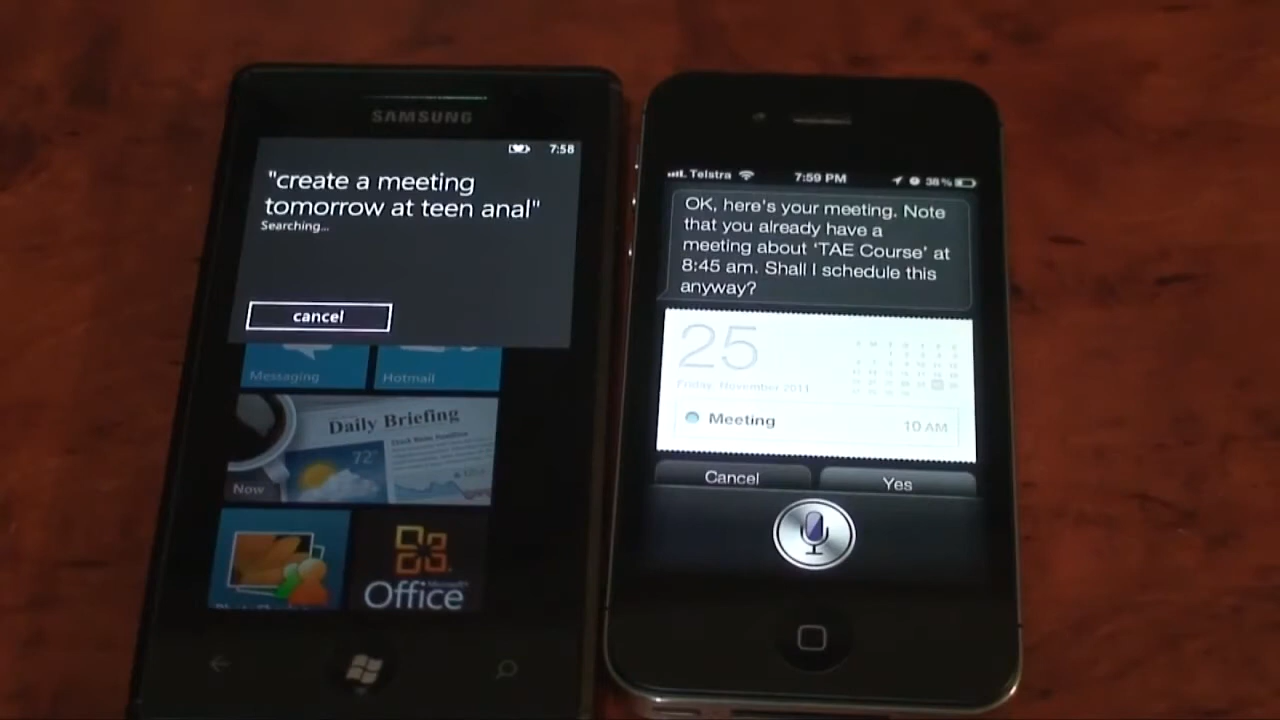 SAMSUNG
7:58
"create a meeting
tomorrow at teen anal"
Searching...
cancel
Messaging
Hotmail
Daily Briefing
72°
Now
Microsoft
Office
Telstra
7:59 PM
38%
OK, here's your meeting. Note
that you already have a
meeting about 'TAE Course' at
8:45 am. Shall I schedule this
anyway?
25
Friday, November 2011
Meeting
10 AM
Cancel
Yes